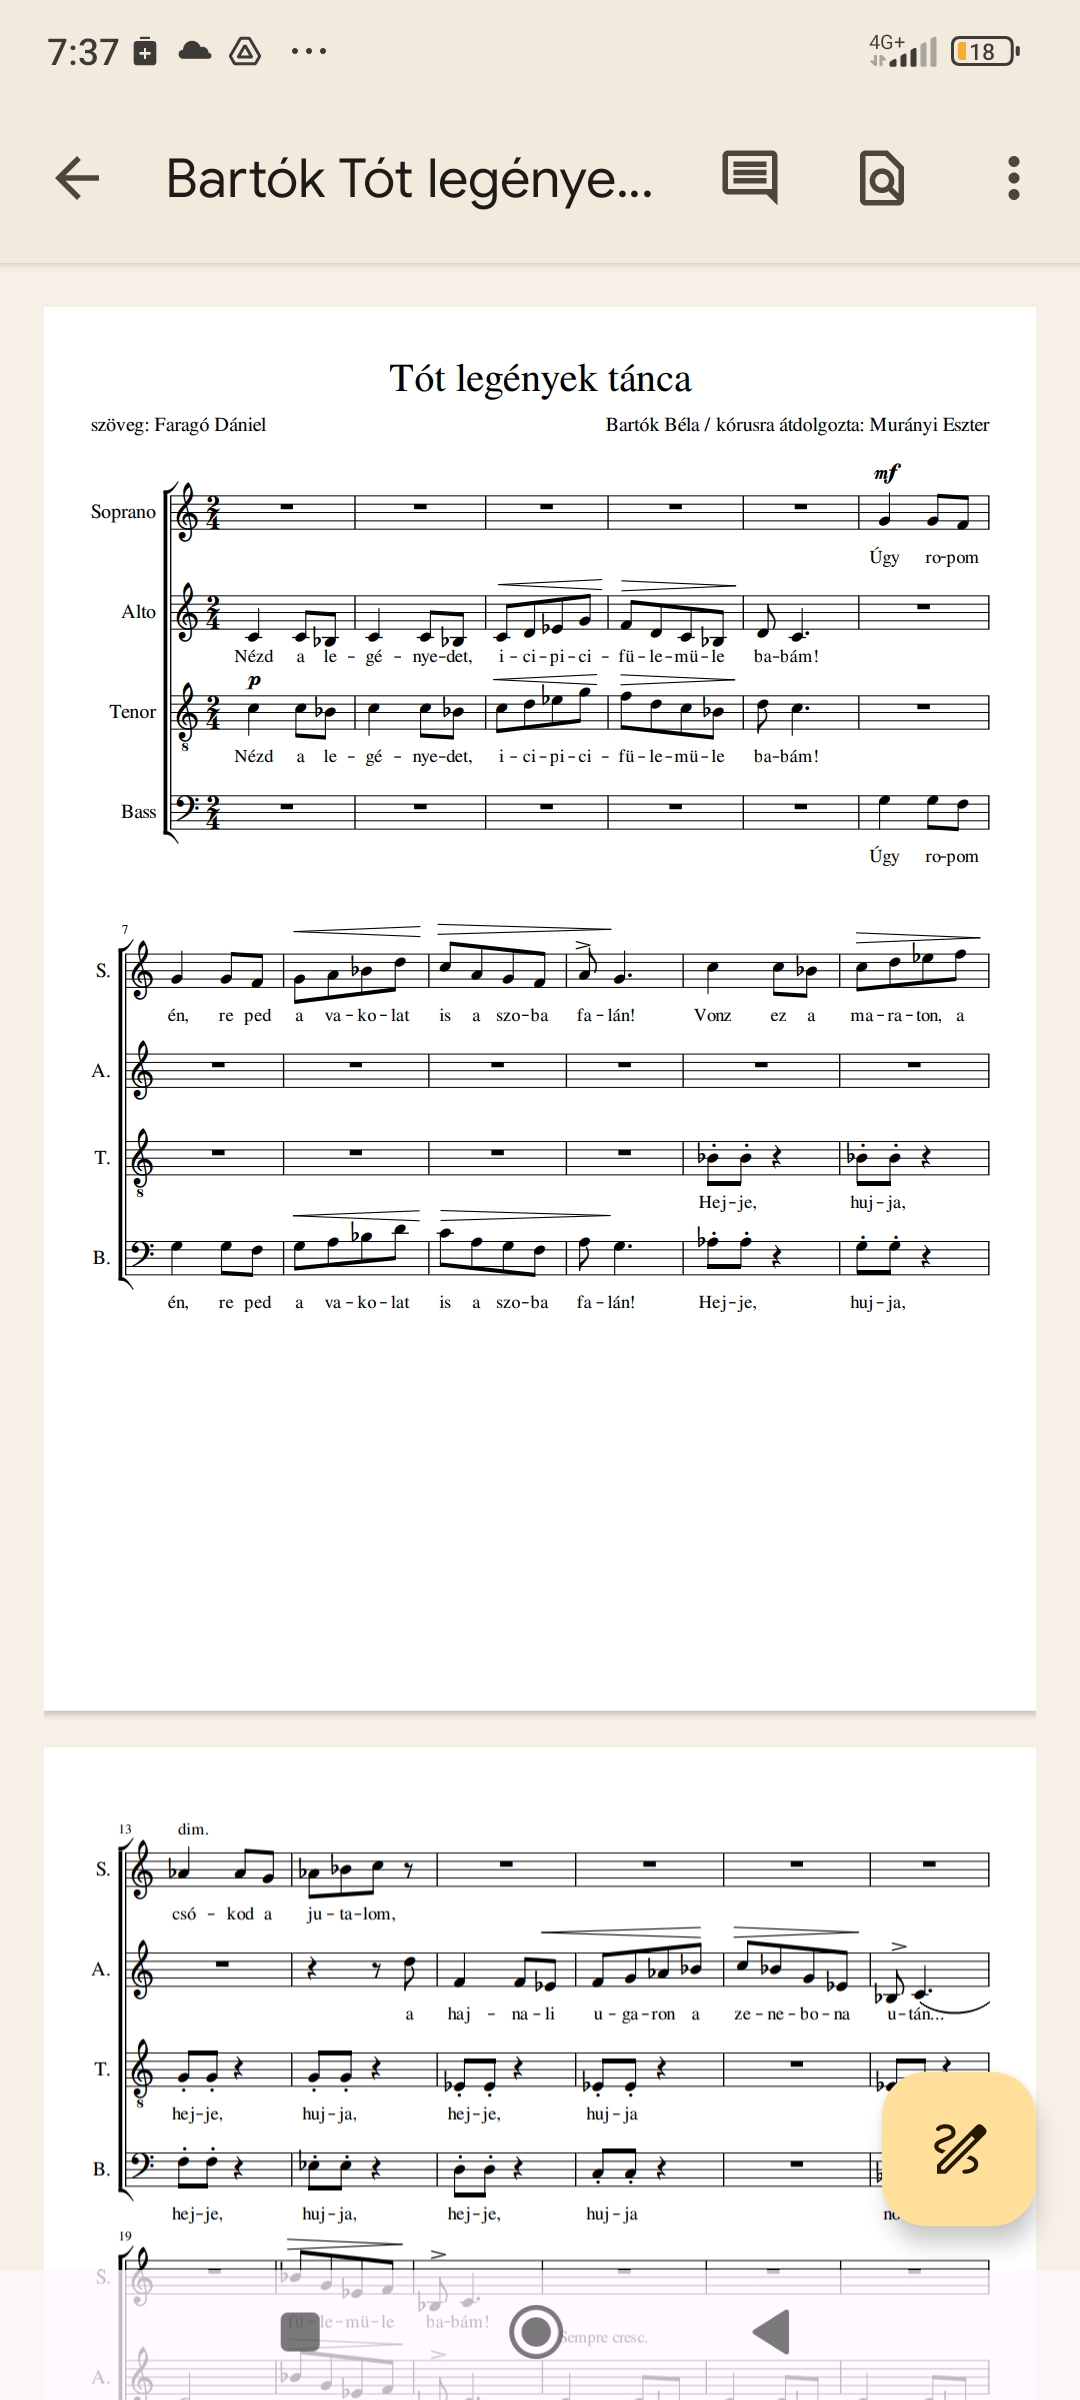 7:37
4G+
18
Bartók Tót legénye...
Tót legények tánca
szöveg: Faragó Dániel
Bartók Béla / kórusra átdolgozta: Murányi Eszter
mf
Soprano
Úgy ro-pom
Alto
Nézd a le - gé - nye-det, i - ci - pi - ci - fü - le - mü - le ba-bám!
p
Tenor
8
Nézd a le - gé - nye-det, i - ci - pi - ci - fü - le - mü - le ba-bám!
Bass
Úgy ro-pom
7
S.
én, re ped a va - ko - lat is a szo - ba fa - lán! Vonz ez a ma - ra - ton, a
A.
T.
8
Hej - je, huj - ja,
B.
én, re ped a va - ko - lat is a szo - ba fa - lán! Hej - je, huj - ja,
13
dim.
S.
csó - kod a ju - ta - lom,
A.
a haj - na - li u - ga - ron a ze - ne - bo - na u - tán...
T.
8
hej-je, huj - ja, hej-je, huj - ja
B.
hej-je, huj - ja, hej-je, huj - ja
19
S.
le - mü - le ba-bám!
Sempre cresc.
A.